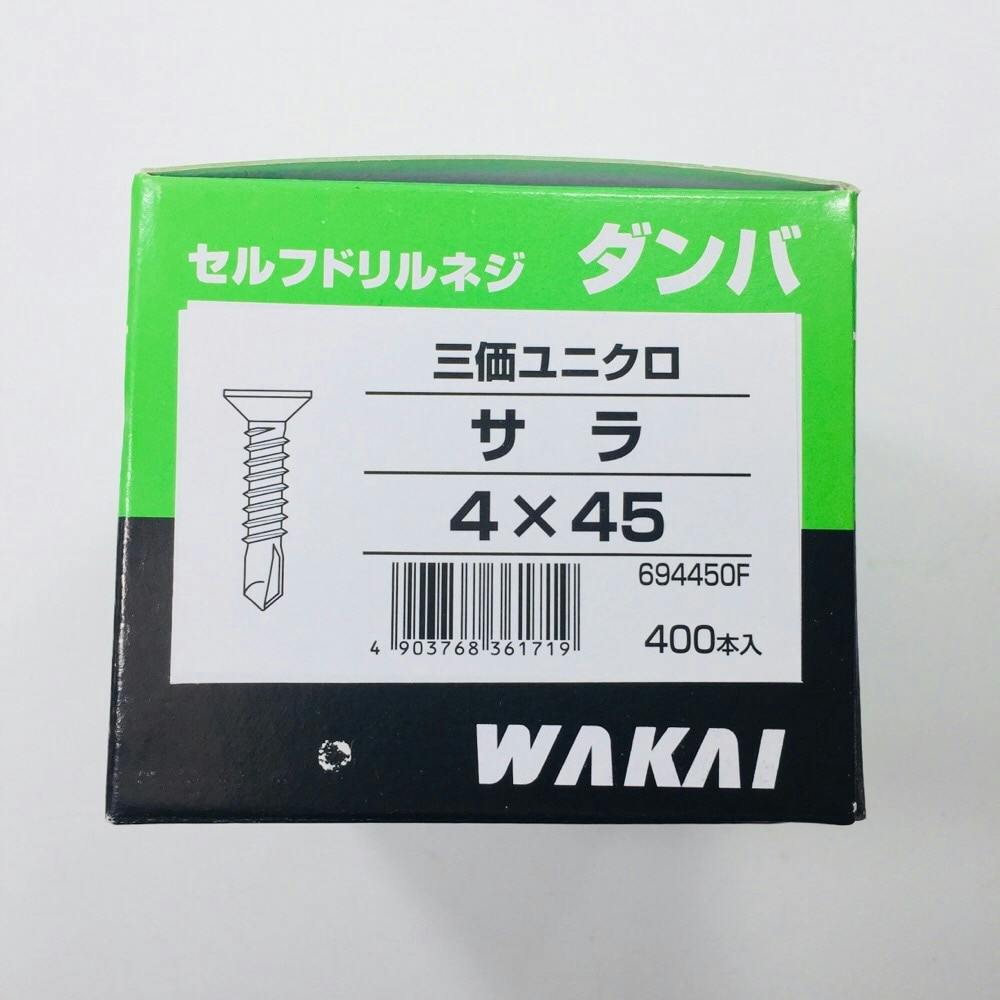 セルフドリルネジ ダンバ
三価ユニクロ
サラ
4×45
694450F
4 903768 361719
400本入
WAKAI